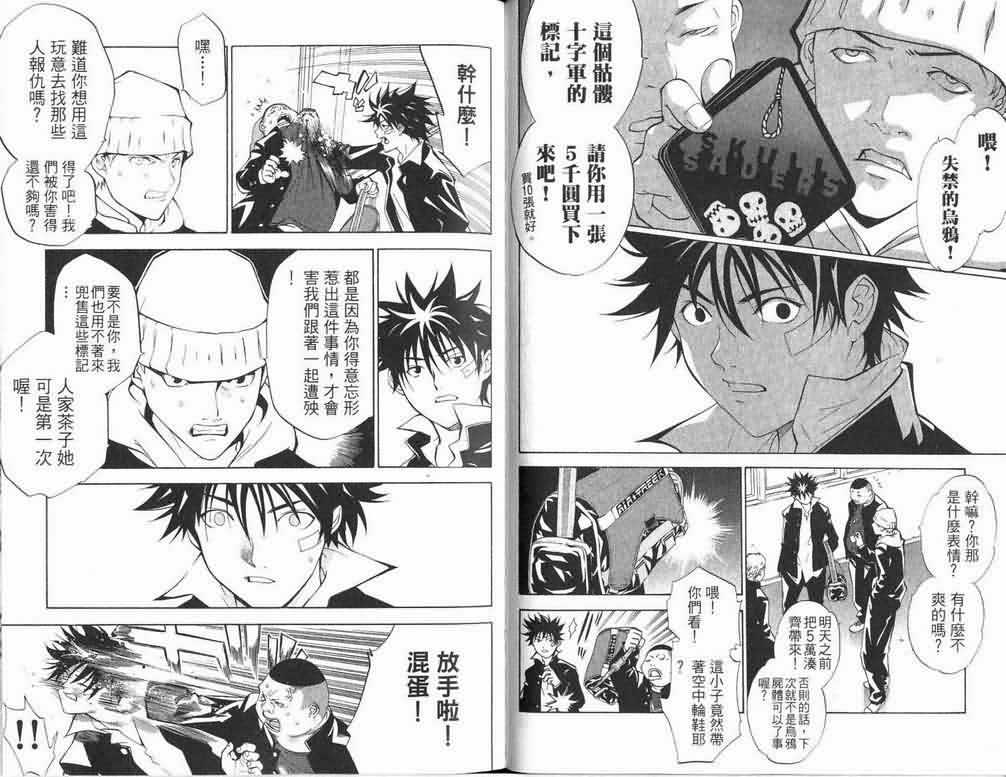 喂！
失禁的烏鴉！
這個骷髏
十字軍的
標記，
請你用一張
5千圓買下
來吧！
買10張就好。
SKULL
SADERS
幹嘛？你那
是什麼表情？
有什麼不
爽的嗎？
明天之前
把5萬湊
齊帶來！
否則的話，下
次就不是烏鴉
屍體可以了事
喔？
AIRTRECK
喂！
你們看！
這小子竟然帶
著空中輪鞋耶
？
幹什麼！
嘿…！
難道你想用這
玩意去找那些
人報仇嗎？
得了吧！我
們被你害得
還不夠嗎？
都是因為你得意忘形
惹出這件事情，才會
害我們跟著一起遭殃
！
要不是你，我
們也用不著來
兜售這些標記
…
人家茶子她
可是第一次
喔！
放手啦！
混蛋！
!!